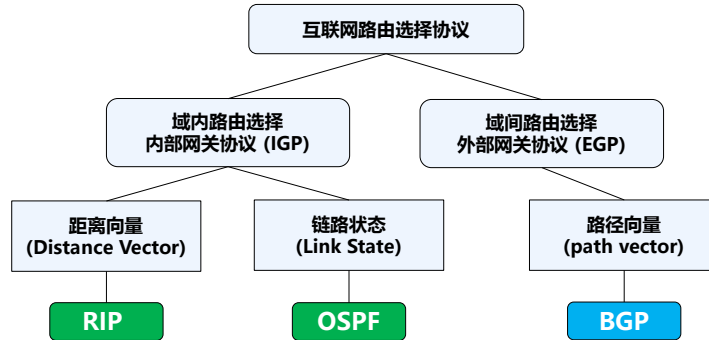 互联网路由选择协议
域内路由选择
内部网关协议 (IGP)
域间路由选择
外部网关协议 (EGP)
距离向量
(Distance Vector)
链路状态
(Link State)
路径向量
(path vector)
RIP
OSPF
BGP